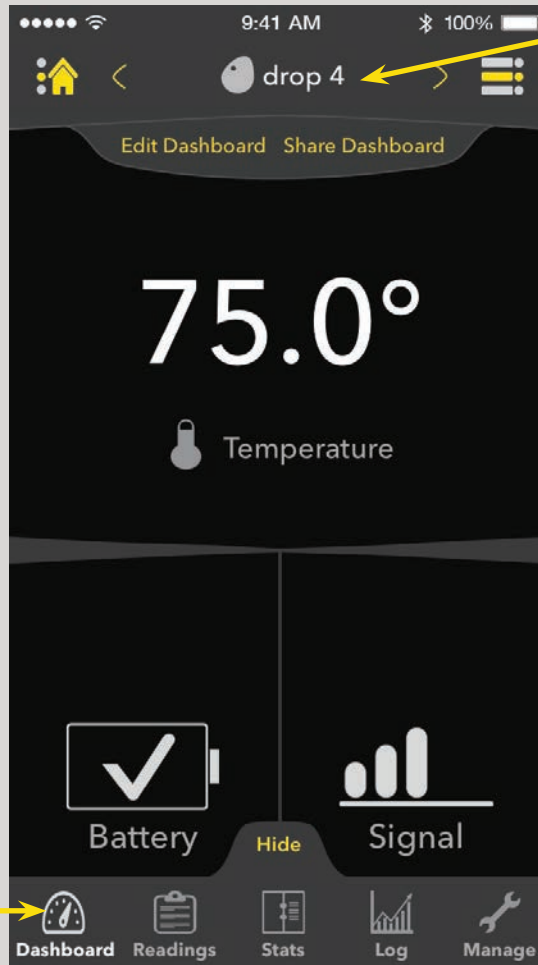 9:41 AM 100%
drop 4
Edit Dashboard Share Dashboard
75.0°
Temperature
Battery Signal
Hide
Dashboard Readings Stats Log Manage